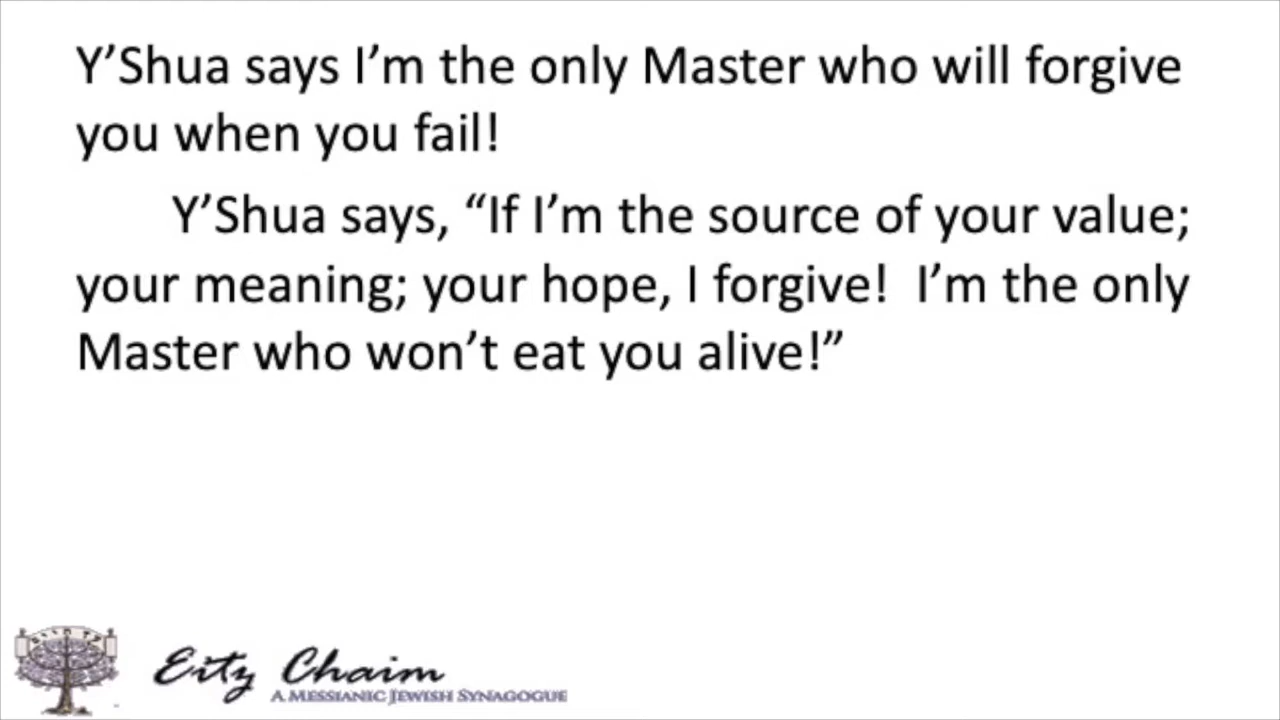 Y’Shua says I’m the only Master who will forgive
you when you fail!
Y’Shua says, “If I’m the source of your value;
your meaning; your hope, I forgive!  I’m the only
Master who won’t eat you alive!”
Eitz Chaim
A MESSIANIC JEWISH SYNAGOGUE